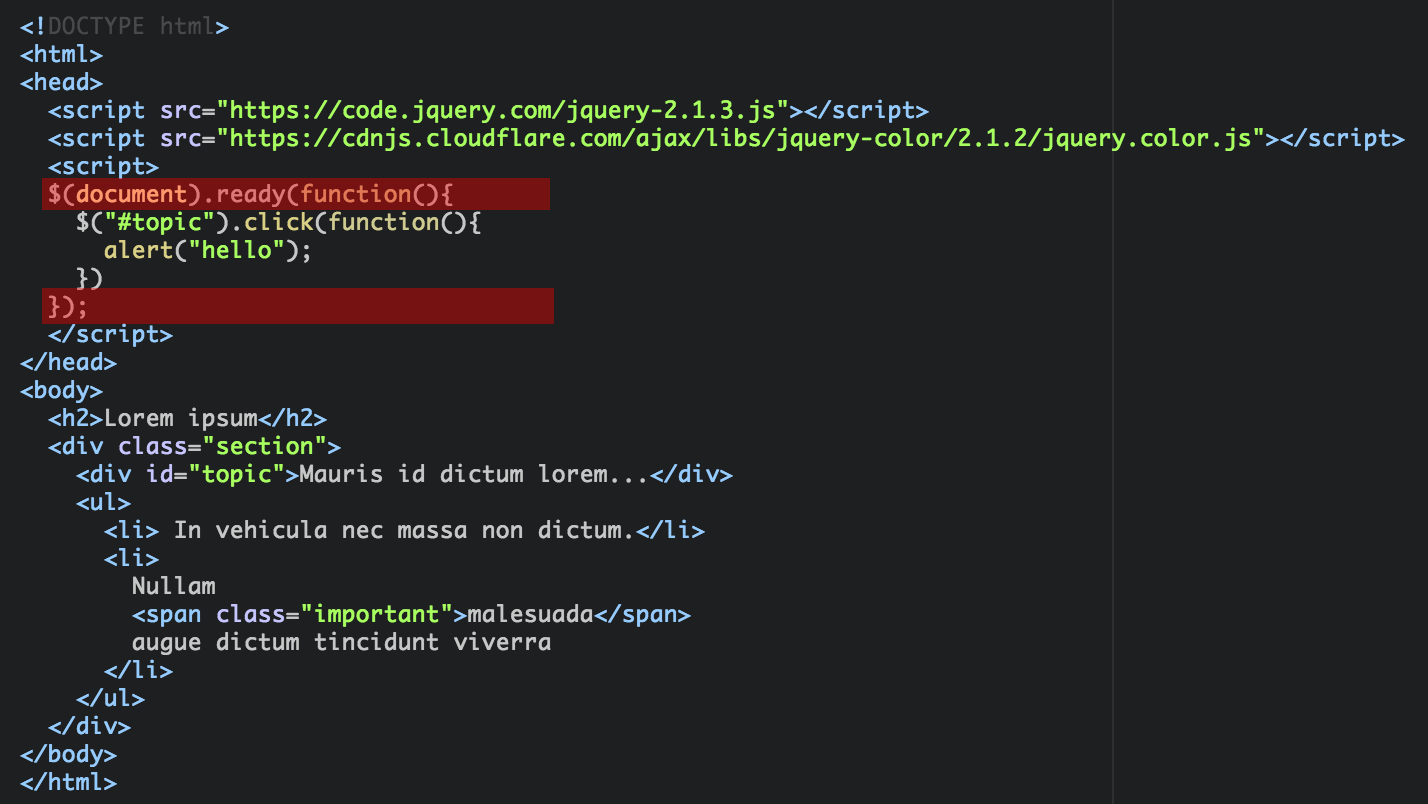 <!DOCTYPE html>
<html>
<head>
  <script src="https://code.jquery.com/jquery-2.1.3.js"></script>
  <script src="https://cdnjs.cloudflare.com/ajax/libs/jquery-color/2.1.2/jquery.color.js"></script>
  <script>
  $(document).ready(function(){
    $("#topic").click(function(){
      alert("hello");
    })
  });
  </script>
</head>
<body>
  <h2>Lorem ipsum</h2>
  <div class="section">
    <div id="topic">Mauris id dictum lorem...</div>
    <ul>
      <li> In vehicula nec massa non dictum.</li>
      <li>
        Nullam
        <span class="important">malesuada</span>
        augue dictum tincidunt viverra
      </li>
    </ul>
  </div>
</body>
</html>